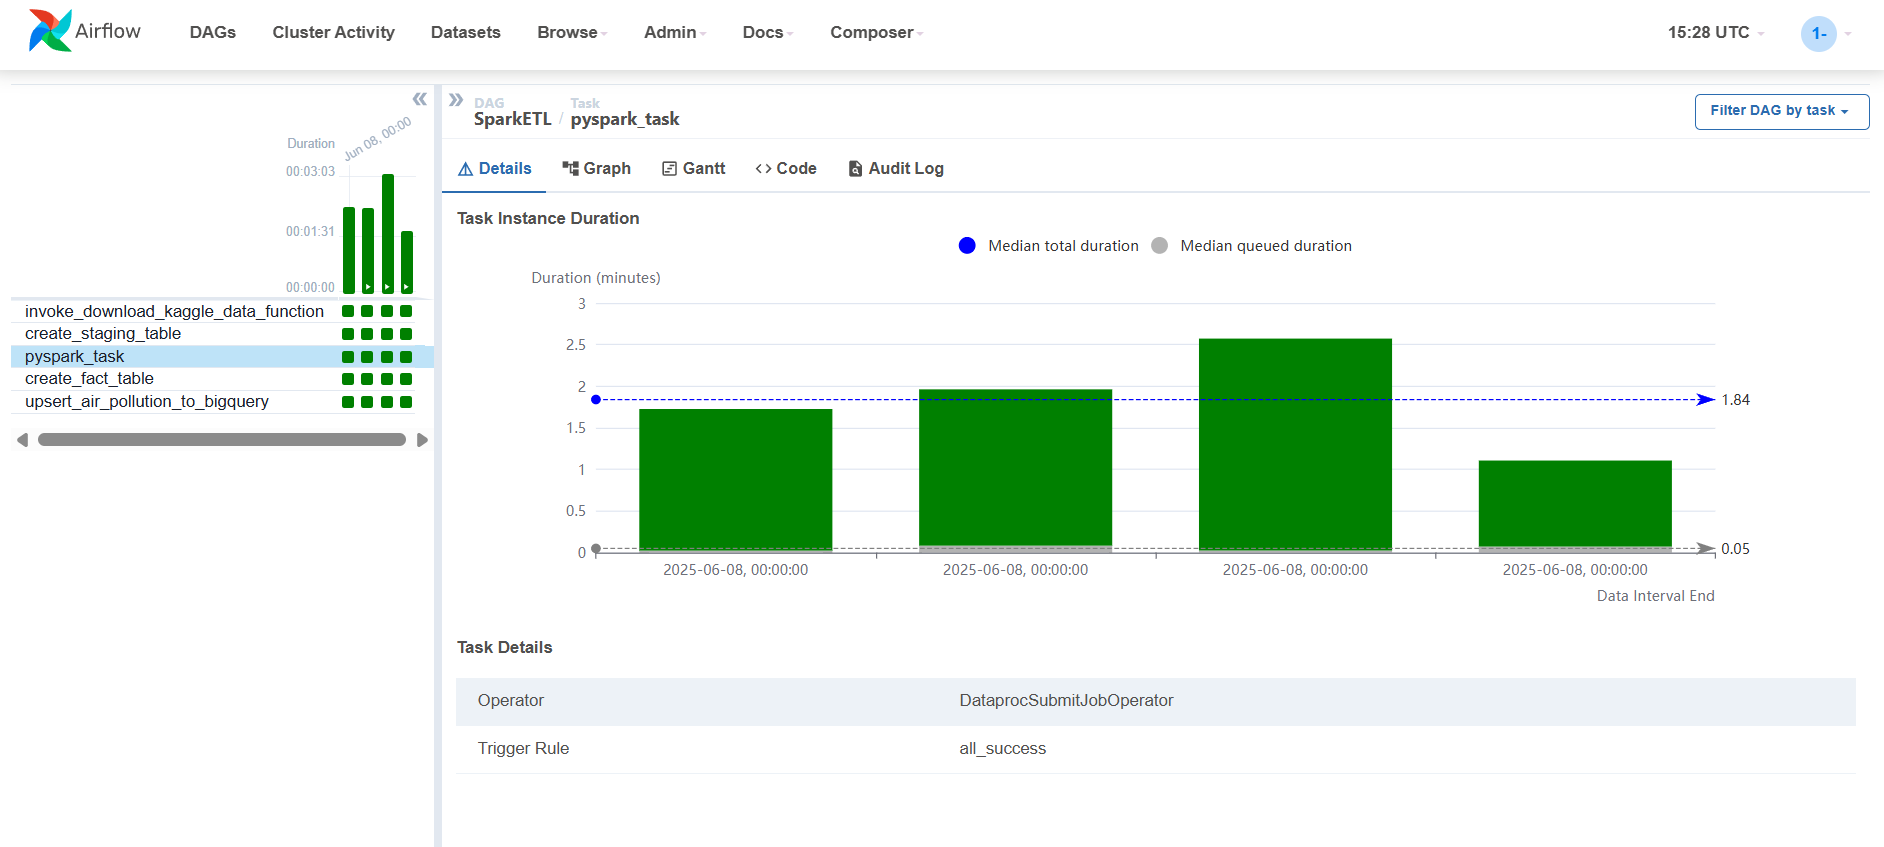 Airflow DAGs Cluster Activity Datasets Browse Admin Docs Composer 15:28 UTC 1-
Duration
Jun 08, 00:00
00:03:03
00:01:31
00:00:00
invoke_download_kaggle_data_function
create_staging_table
pyspark_task
create_fact_table
upsert_air_pollution_to_bigquery
DAG Task
SparkETL / pyspark_task
Filter DAG by task
Details Graph Gantt Code Audit Log
Task Instance Duration
Median total duration Median queued duration
Duration (minutes)
3
2.5
2
1.84
1.5
1
0.5
0
0.05
2025-06-08, 00:00:00 2025-06-08, 00:00:00 2025-06-08, 00:00:00 2025-06-08, 00:00:00
Data Interval End
Task Details
Operator DataprocSubmitJobOperator
Trigger Rule all_success